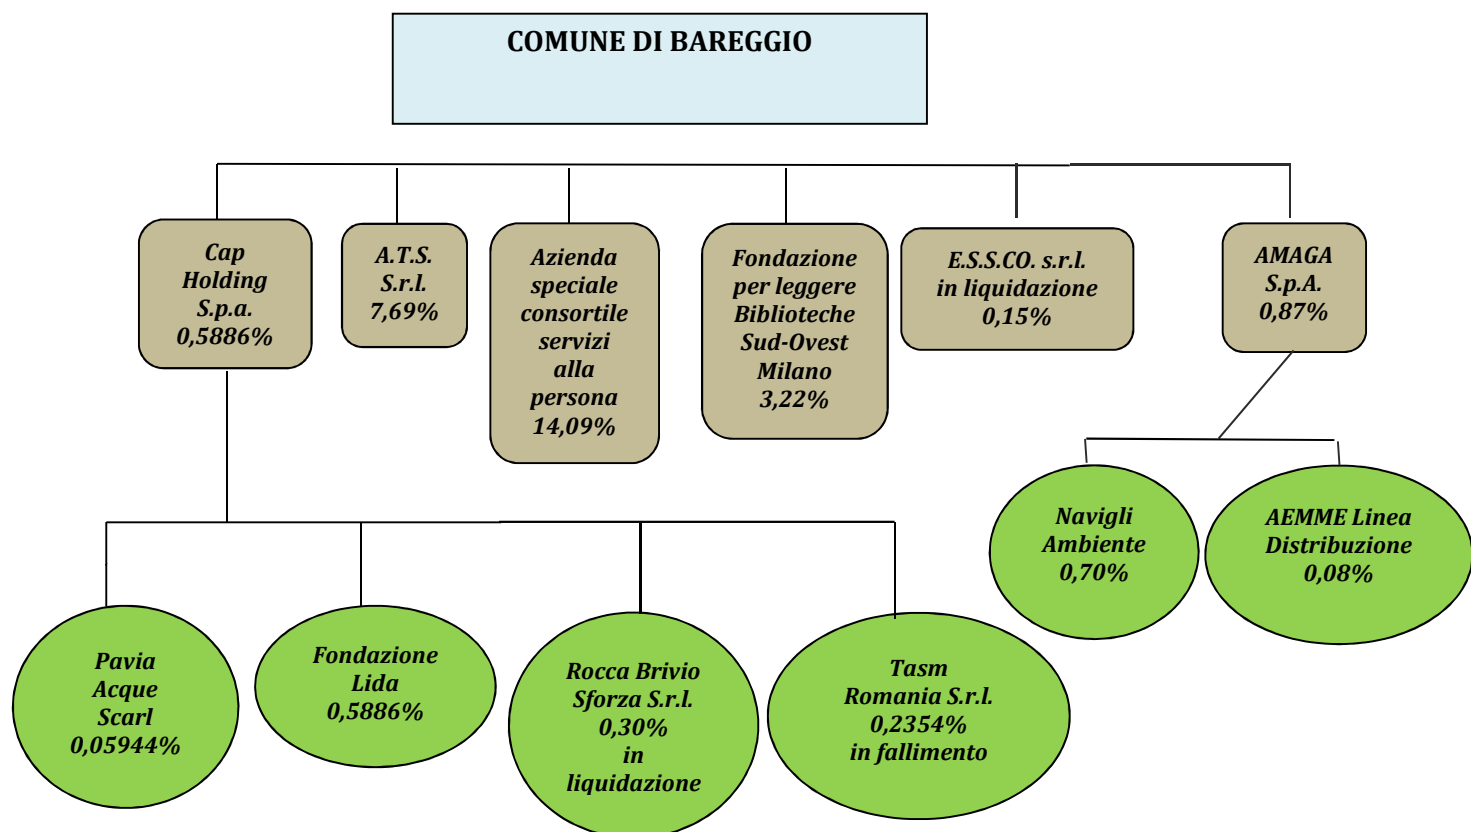 COMUNE DI BAREGGIO
Cap
Holding
S.p.a.
0,5886%
A.T.S.
S.r.l.
7,69%
Azienda
speciale
consortile
servizi
alla
persona
14,09%
Fondazione
per leggere
Biblioteche
Sud-Ovest
Milano
3,22%
E.S.S.CO. s.r.l.
in liquidazione
0,15%
AMAGA
S.p.A.
0,87%
Navigli
Ambiente
0,70%
AEMME Linea
Distribuzione
0,08%
Pavia
Acque
Scarl
0,05944%
Fondazione
Lida
0,5886%
Rocca Brivio
Sforza S.r.l.
0,30%
in
liquidazione
Tasm
Romania S.r.l.
0,2354%
in fallimento